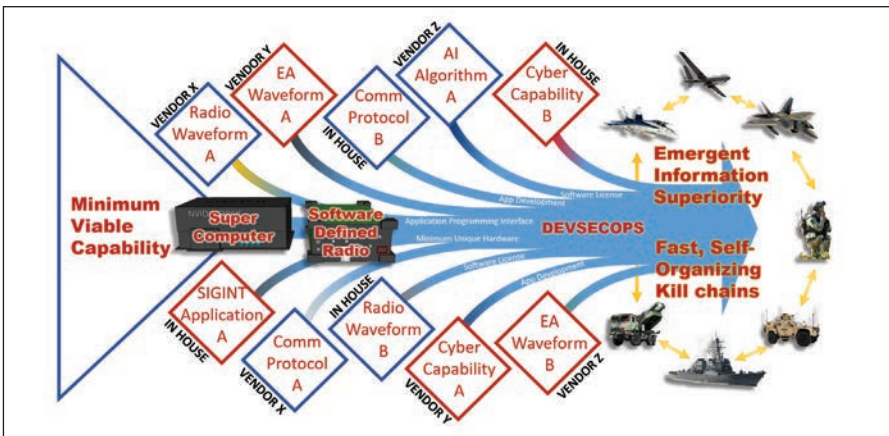 VENDOR X
Radio
Waveform
A
VENDOR Y
EA
Waveform
A
IN HOUSE
Comm
Protocol
B
VENDOR Z
AI
Algorithm
A
IN HOUSE
Cyber
Capability
B
Minimum
Viable
Capability
NVIDIA
Super
Computer
Software
Defined
Radio
Software License
App Development
Application Programming Interface
Minimum Unique Hardware
Software License
App Development
DEVSECOPS
Emergent
Information
Superiority
Fast, Self-
Organizing
Kill chains
SIGINT
Application
A
IN HOUSE
Comm
Protocol
A
VENDOR X
IN HOUSE
Radio
Waveform
B
Cyber
Capability
A
VENDOR Y
EA
Waveform
B
VENDOR Z